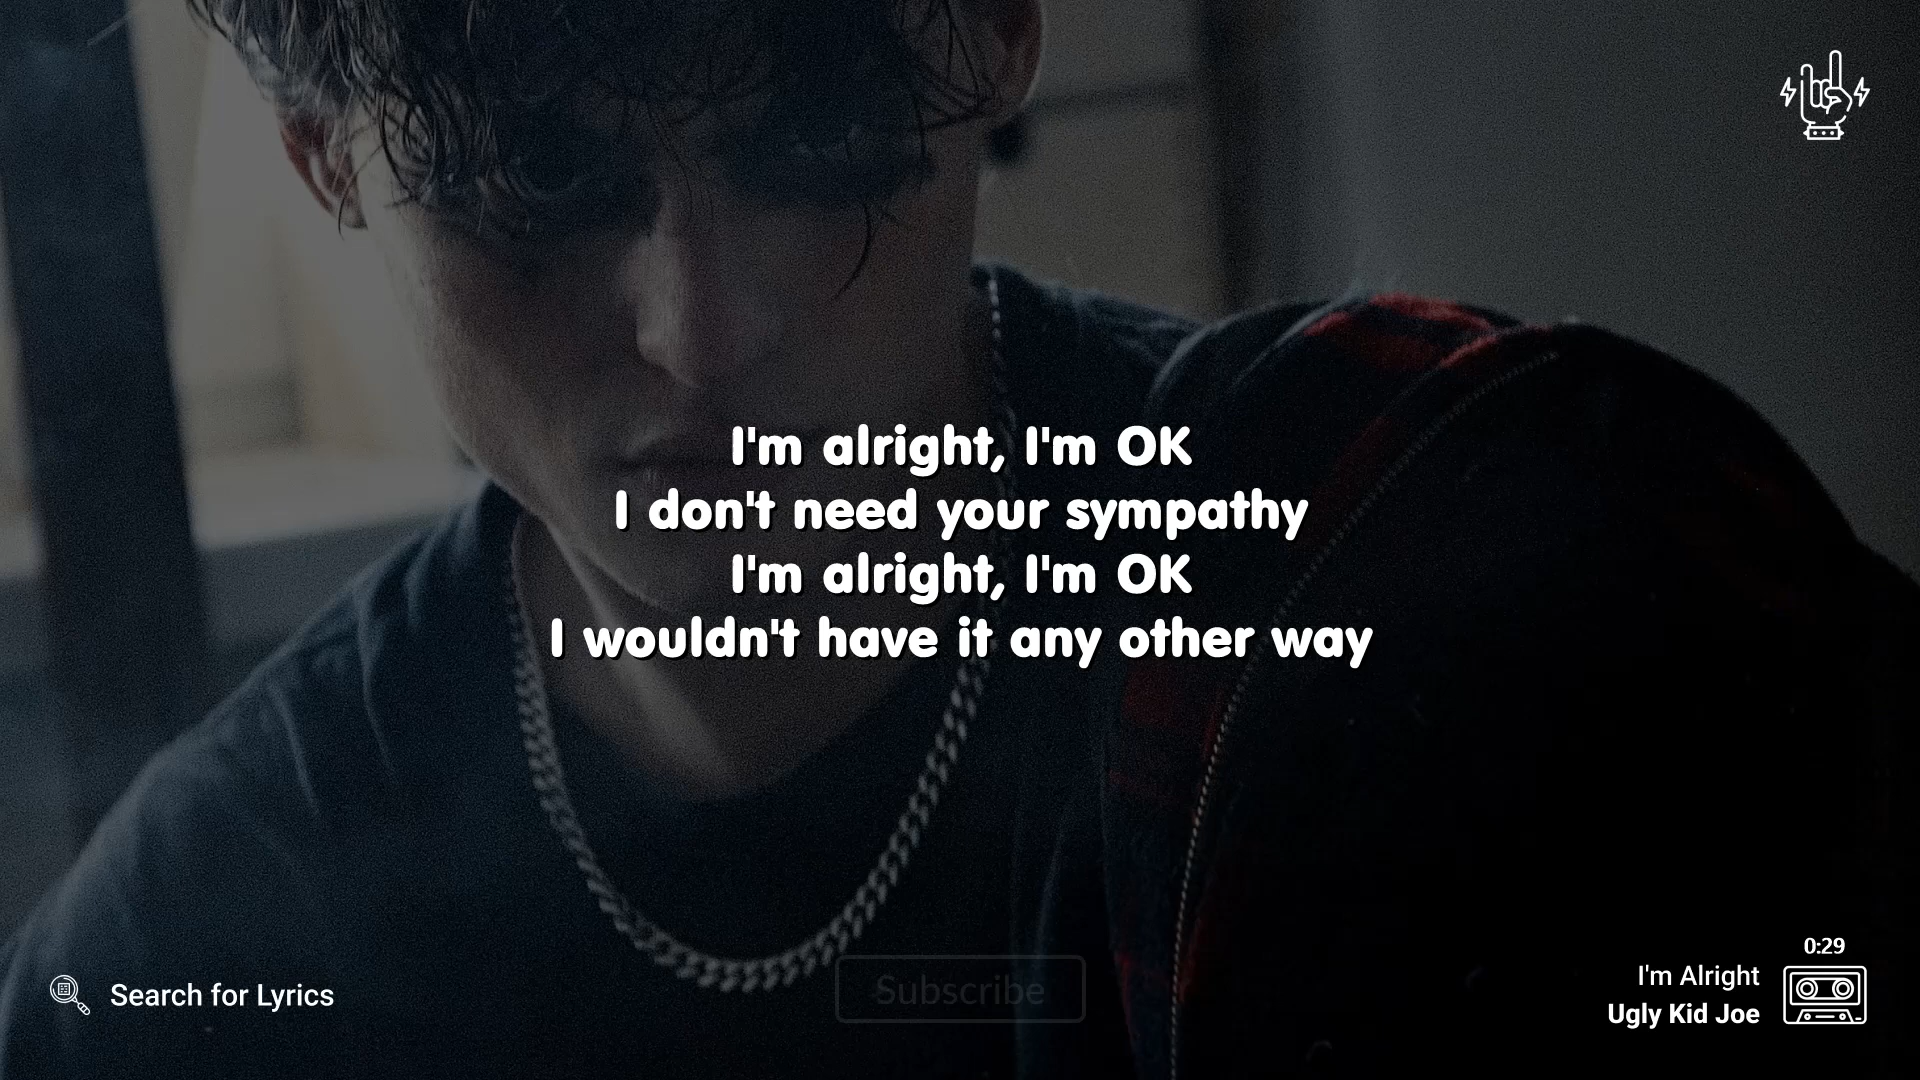 I'm alright, I'm OK
I don't need your sympathy
I'm alright, I'm OK
I wouldn't have it any other way
Search for Lyrics
Subscribe
0:29
I'm Alright
Ugly Kid Joe